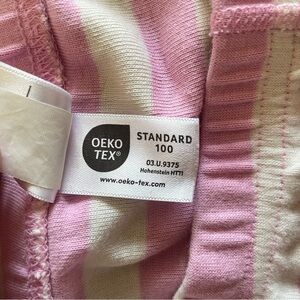 OEKO
TEX®
STANDARD
100
03.U.9375
Hohenstein HTTI
www.oeko-tex.com